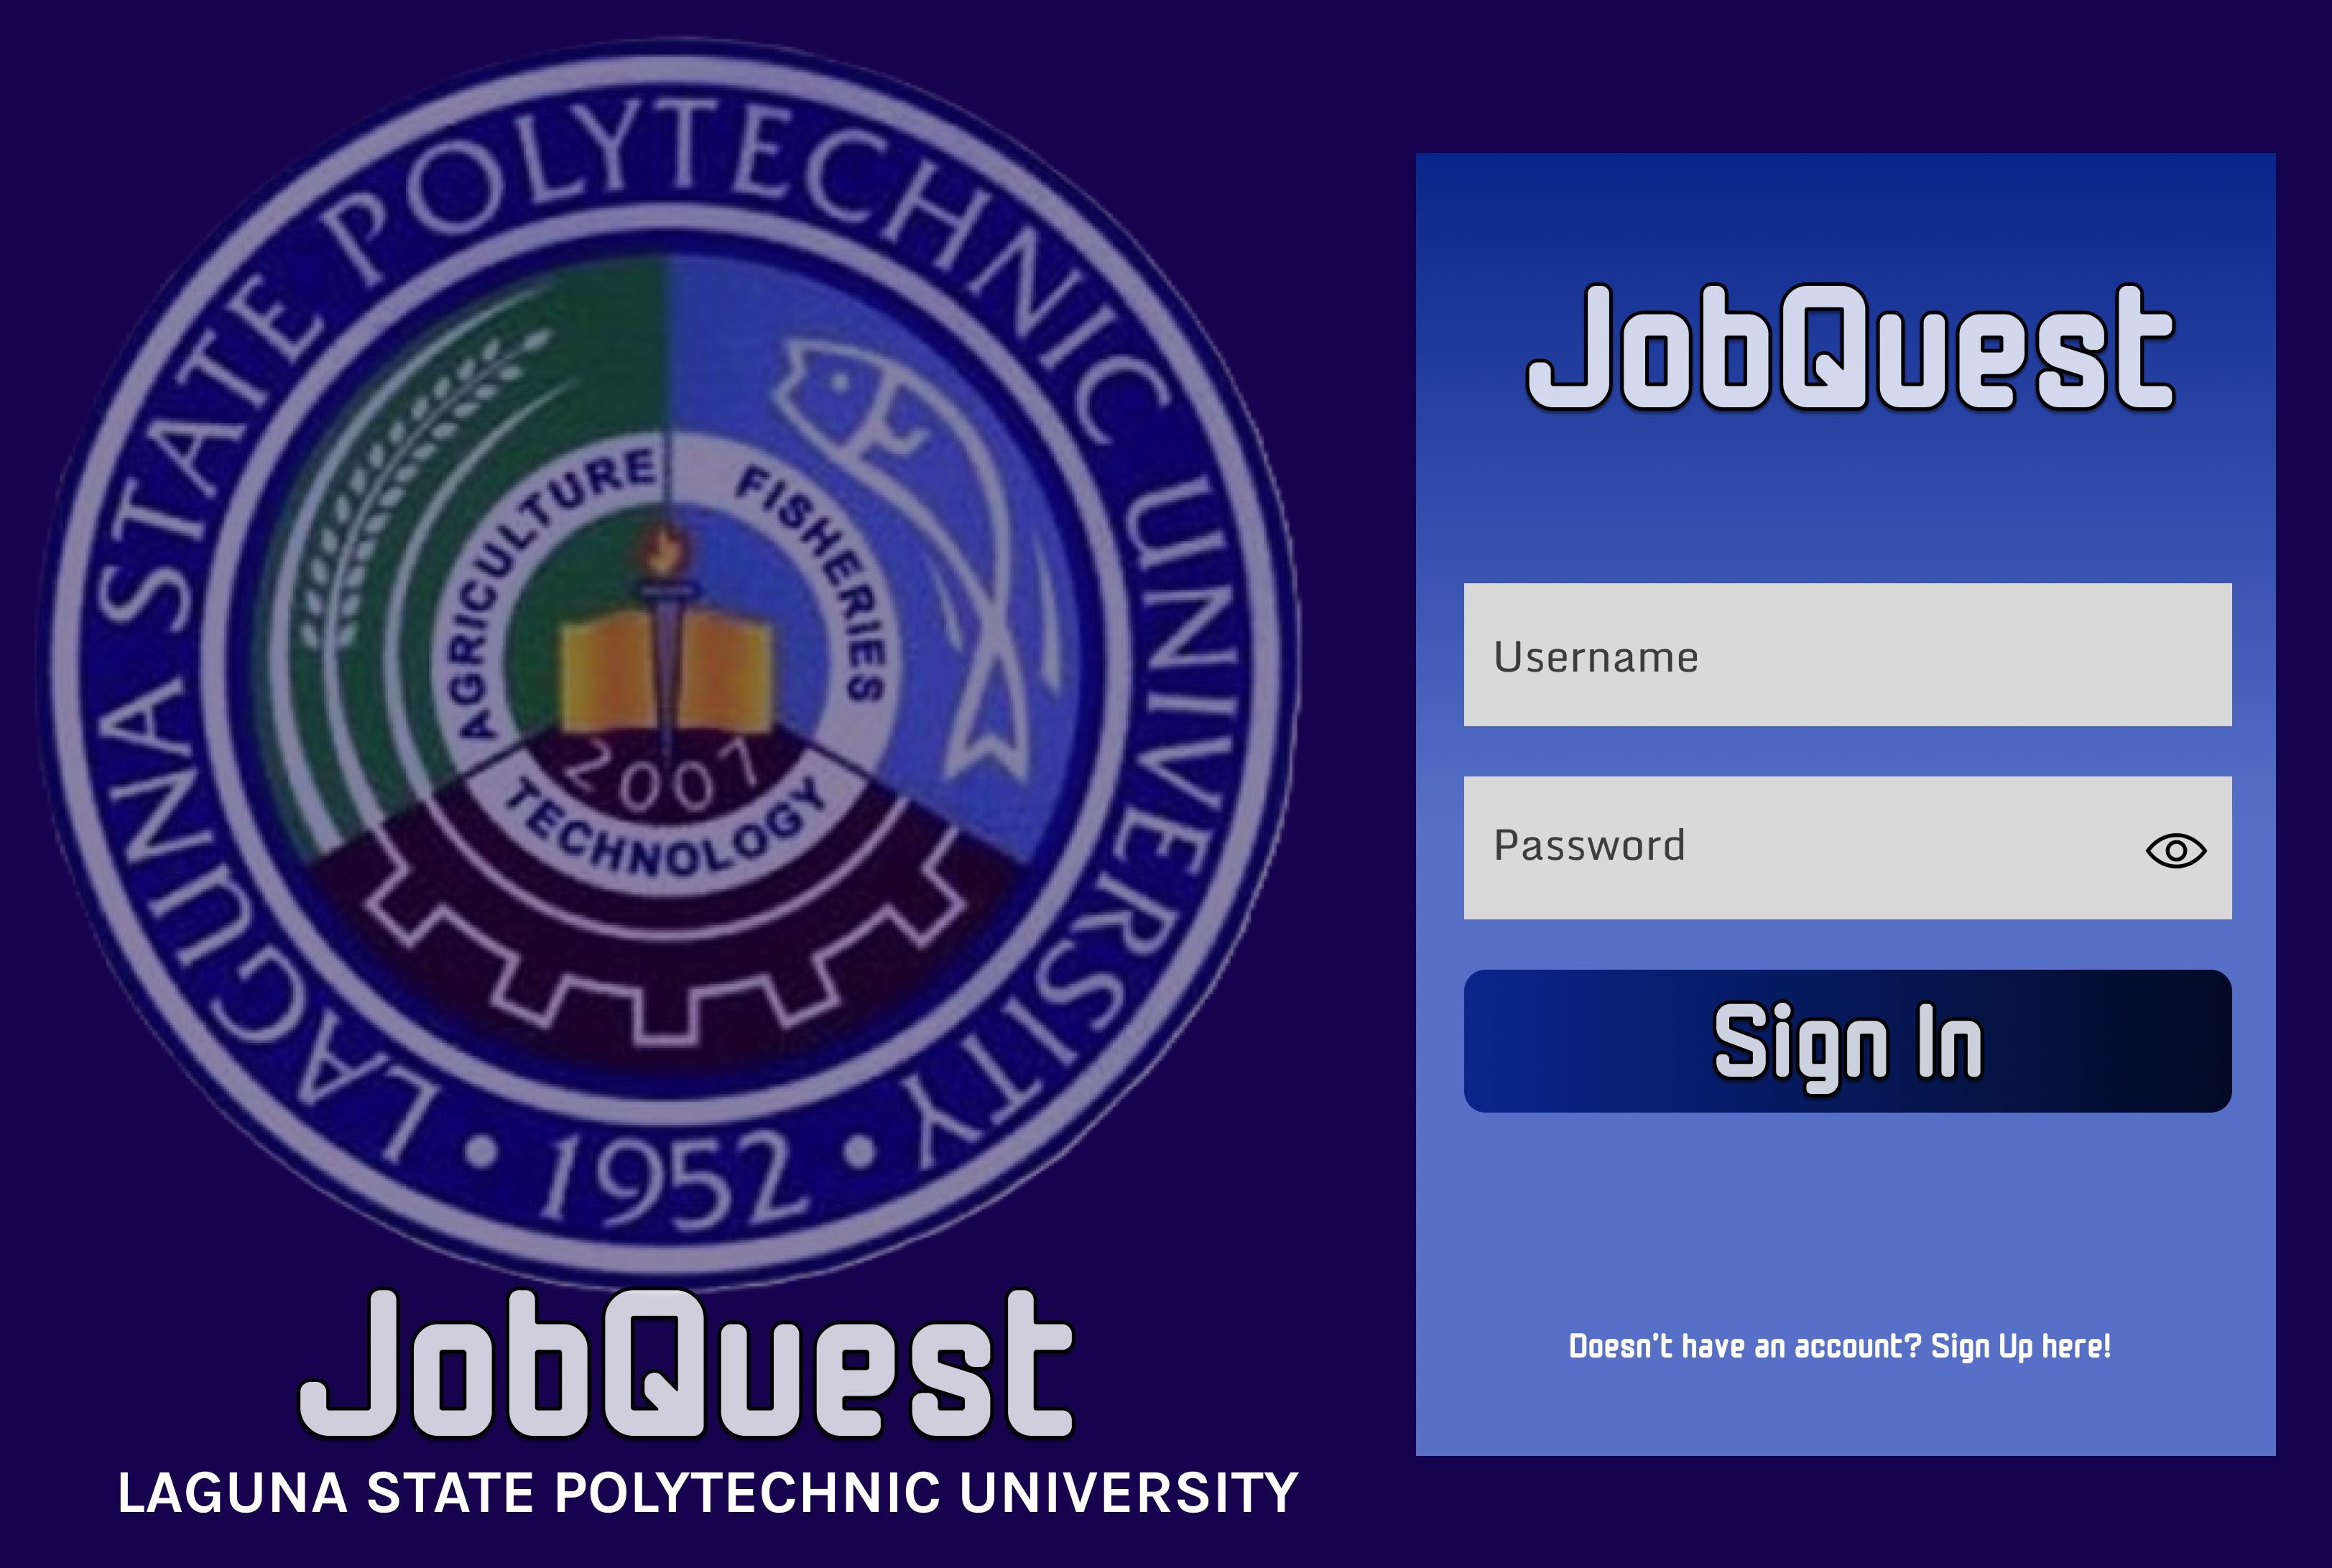 LAGUNA STATE POLYTECHNIC UNIVERSITY
• 1952 •
AGRICULTURE
FISHERIES
TECHNOLOGY
2007
JobQuest
LAGUNA STATE POLYTECHNIC UNIVERSITY
JobQuest
Username
Password
Sign In
Doesn't have an account? Sign Up here!